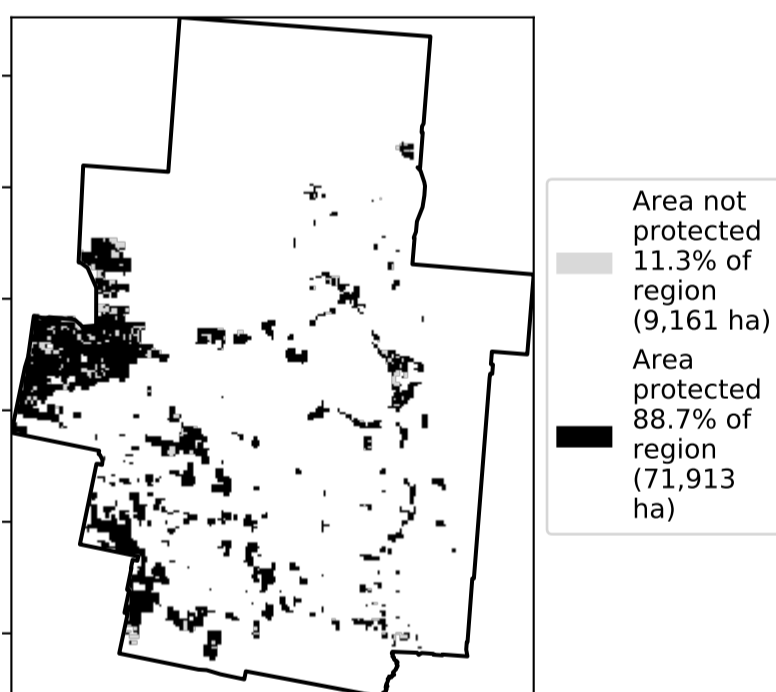 Area not
protected
11.3% of
region
(9,161 ha)
Area
protected
88.7% of
region
(71,913
ha)